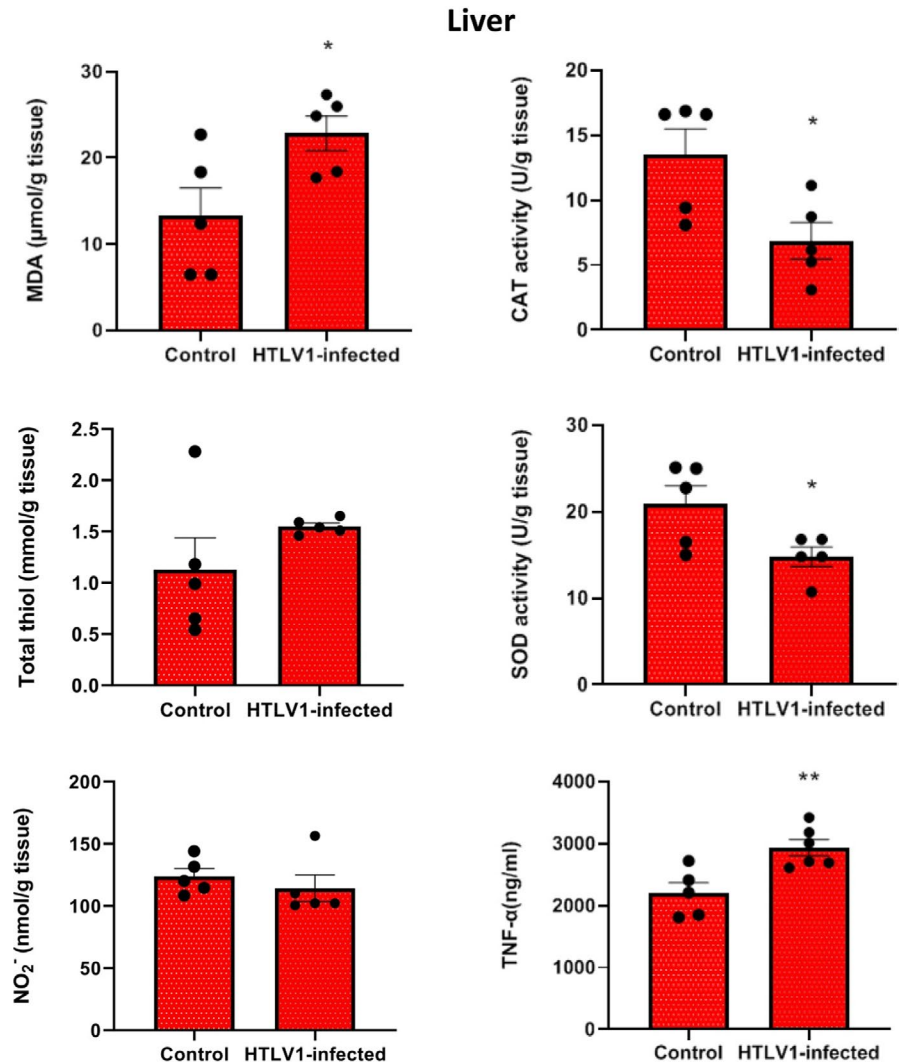 Liver
*
30
20
10
0
MDA (μmol/g tissue)
Control HTLV1-infected
*
20
15
10
5
0
CAT activity (U/g tissue)
Control HTLV1-infected
2.5
2.0
1.5
1.0
0.5
0.0
Total thiol (mmol/g tissue)
Control HTLV1-infected
*
30
20
10
0
SOD activity (U/g tissue)
Control HTLV1-infected
200
150
100
50
0
NO₂⁻ (nmol/g tissue)
Control HTLV1-infected
**
4000
3000
2000
1000
0
TNF-α(ng/ml)
Control HTLV1-infected